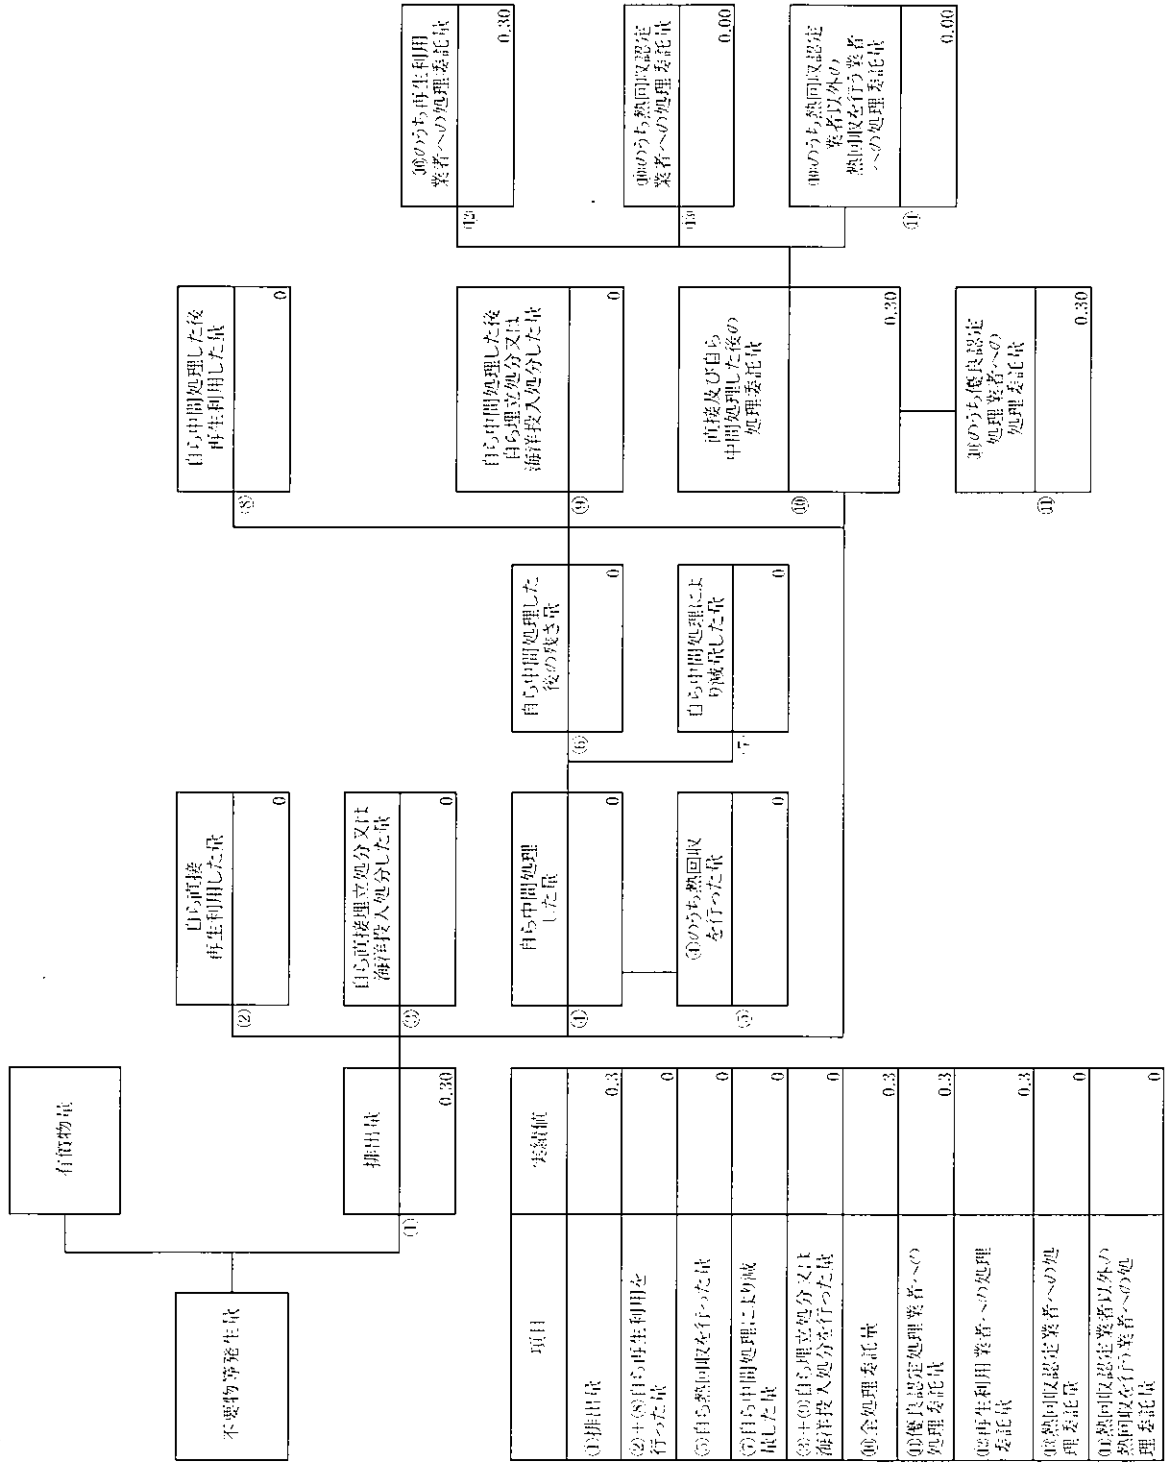 不要物等発生量
有価物量
(1)
排出量
0.30
(2)
自ら直接
再生利用した量
0
③
自ら直接埋立処分又は
海洋投入処分した量
0
④
自ら中間処理
した量
0
⑤
④のうち熱回収
を行った量
0
⑥
自ら中間処理した
後の残さ量
0
⑦
自ら中間処理によ
り減量した量
0
⑧
自ら中間処理した後
再生利用した量
0
⑨
自ら中間処理した後
自ら埋立処分又は
海洋投入処分した量
0
⑩
直接及び自ら
中間処理した後の
処理委託量
0.30
⑪
⑩のうち優良認定
処理業者への
処理委託量
0.30
⑫
⑩のうち再生利用
業者への処理委託量
0.30
⑬
⑩のうち熱回収認定
業者への処理委託量
0.00
⑭
⑩のうち熱回収認定
業者以外の
熱回収を行う業者
への処理委託量
0.00
項目 実績値
①排出量 0.3
②+⑧自ら再生利用を
行った量 0
⑤自ら熱回収を行った量 0
⑦自ら中間処理により減
量した量 0
③+⑨自ら埋立処分又は
海洋投入処分を行った量 0
⑩全処理委託量 0.3
⑪優良認定処理業者への
処理委託量 0.3
⑫再生利用業者への処理
委託量 0.3
⑬熱回収認定業者への処
理委託量 0
⑭熱回収認定業者以外の
熱回収を行う業者への処
理委託量 0